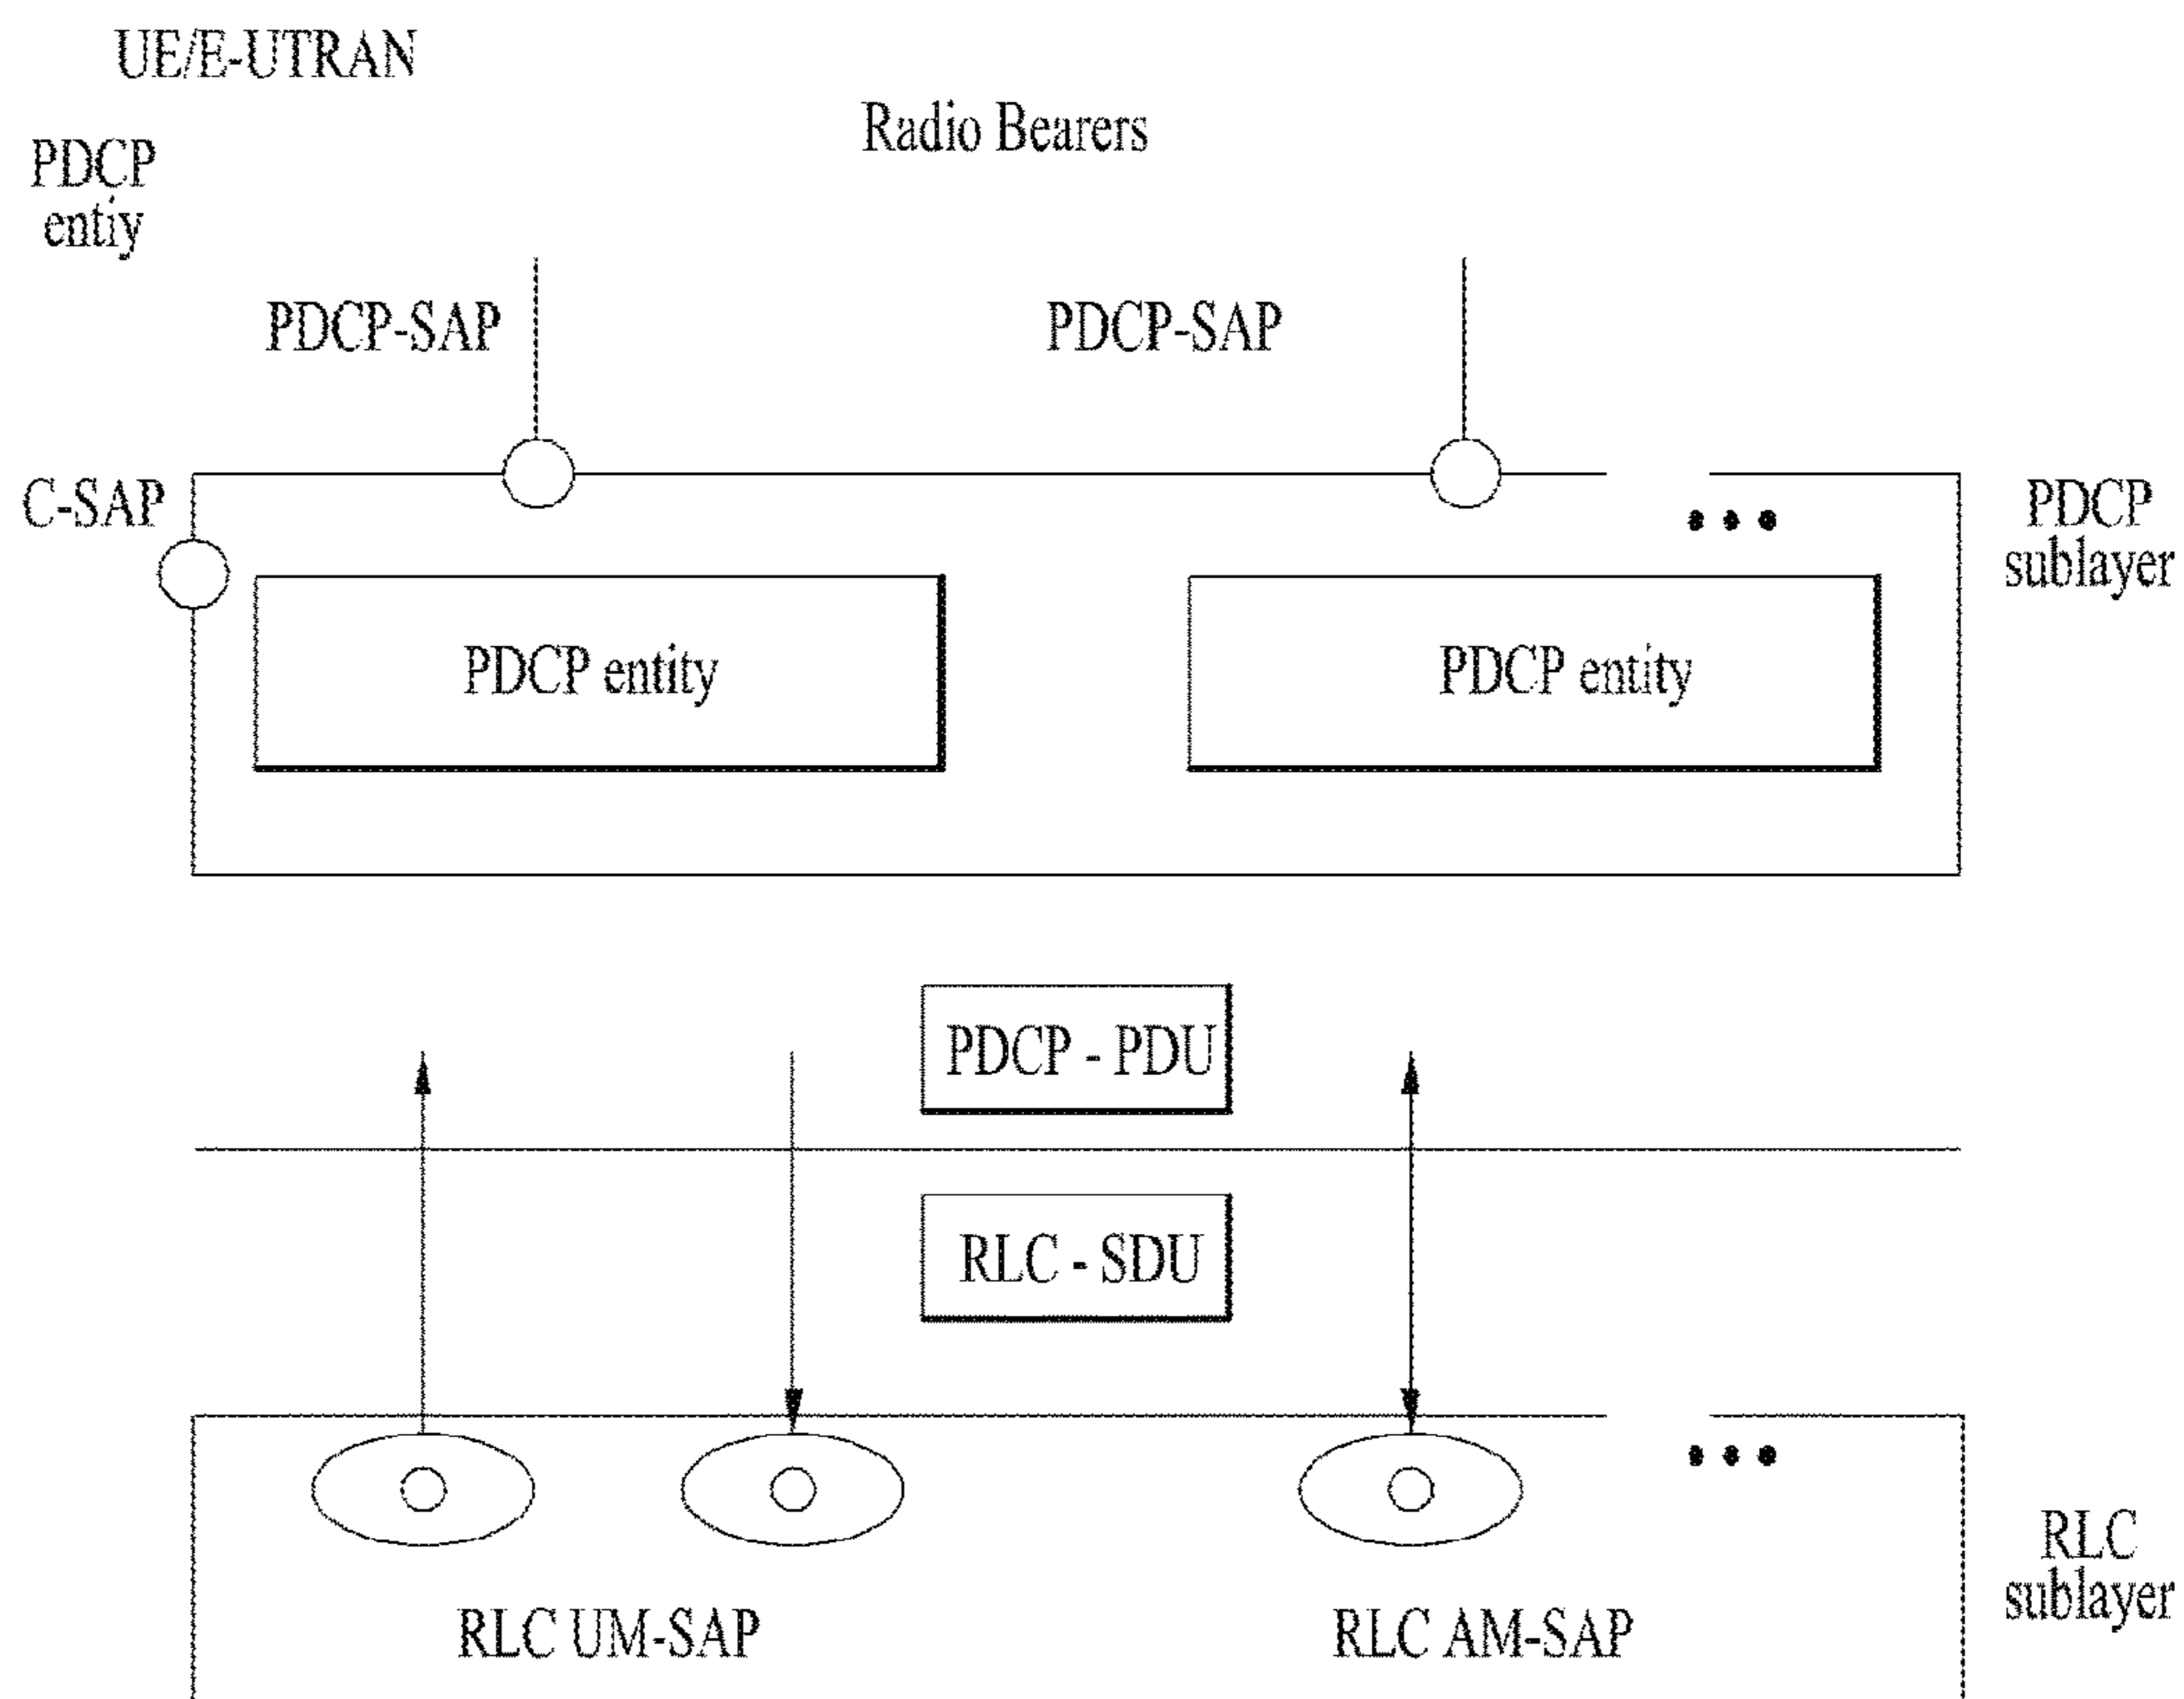 UE/E-UTRAN
Radio Bearers
PDCP
entiy
PDCP-SAP
PDCP-SAP
C-SAP
PDCP
sublayer
PDCP entity
PDCP entity
PDCP - PDU
RLC - SDU
RLC
sublayer
RLC UM-SAP
RLC AM-SAP